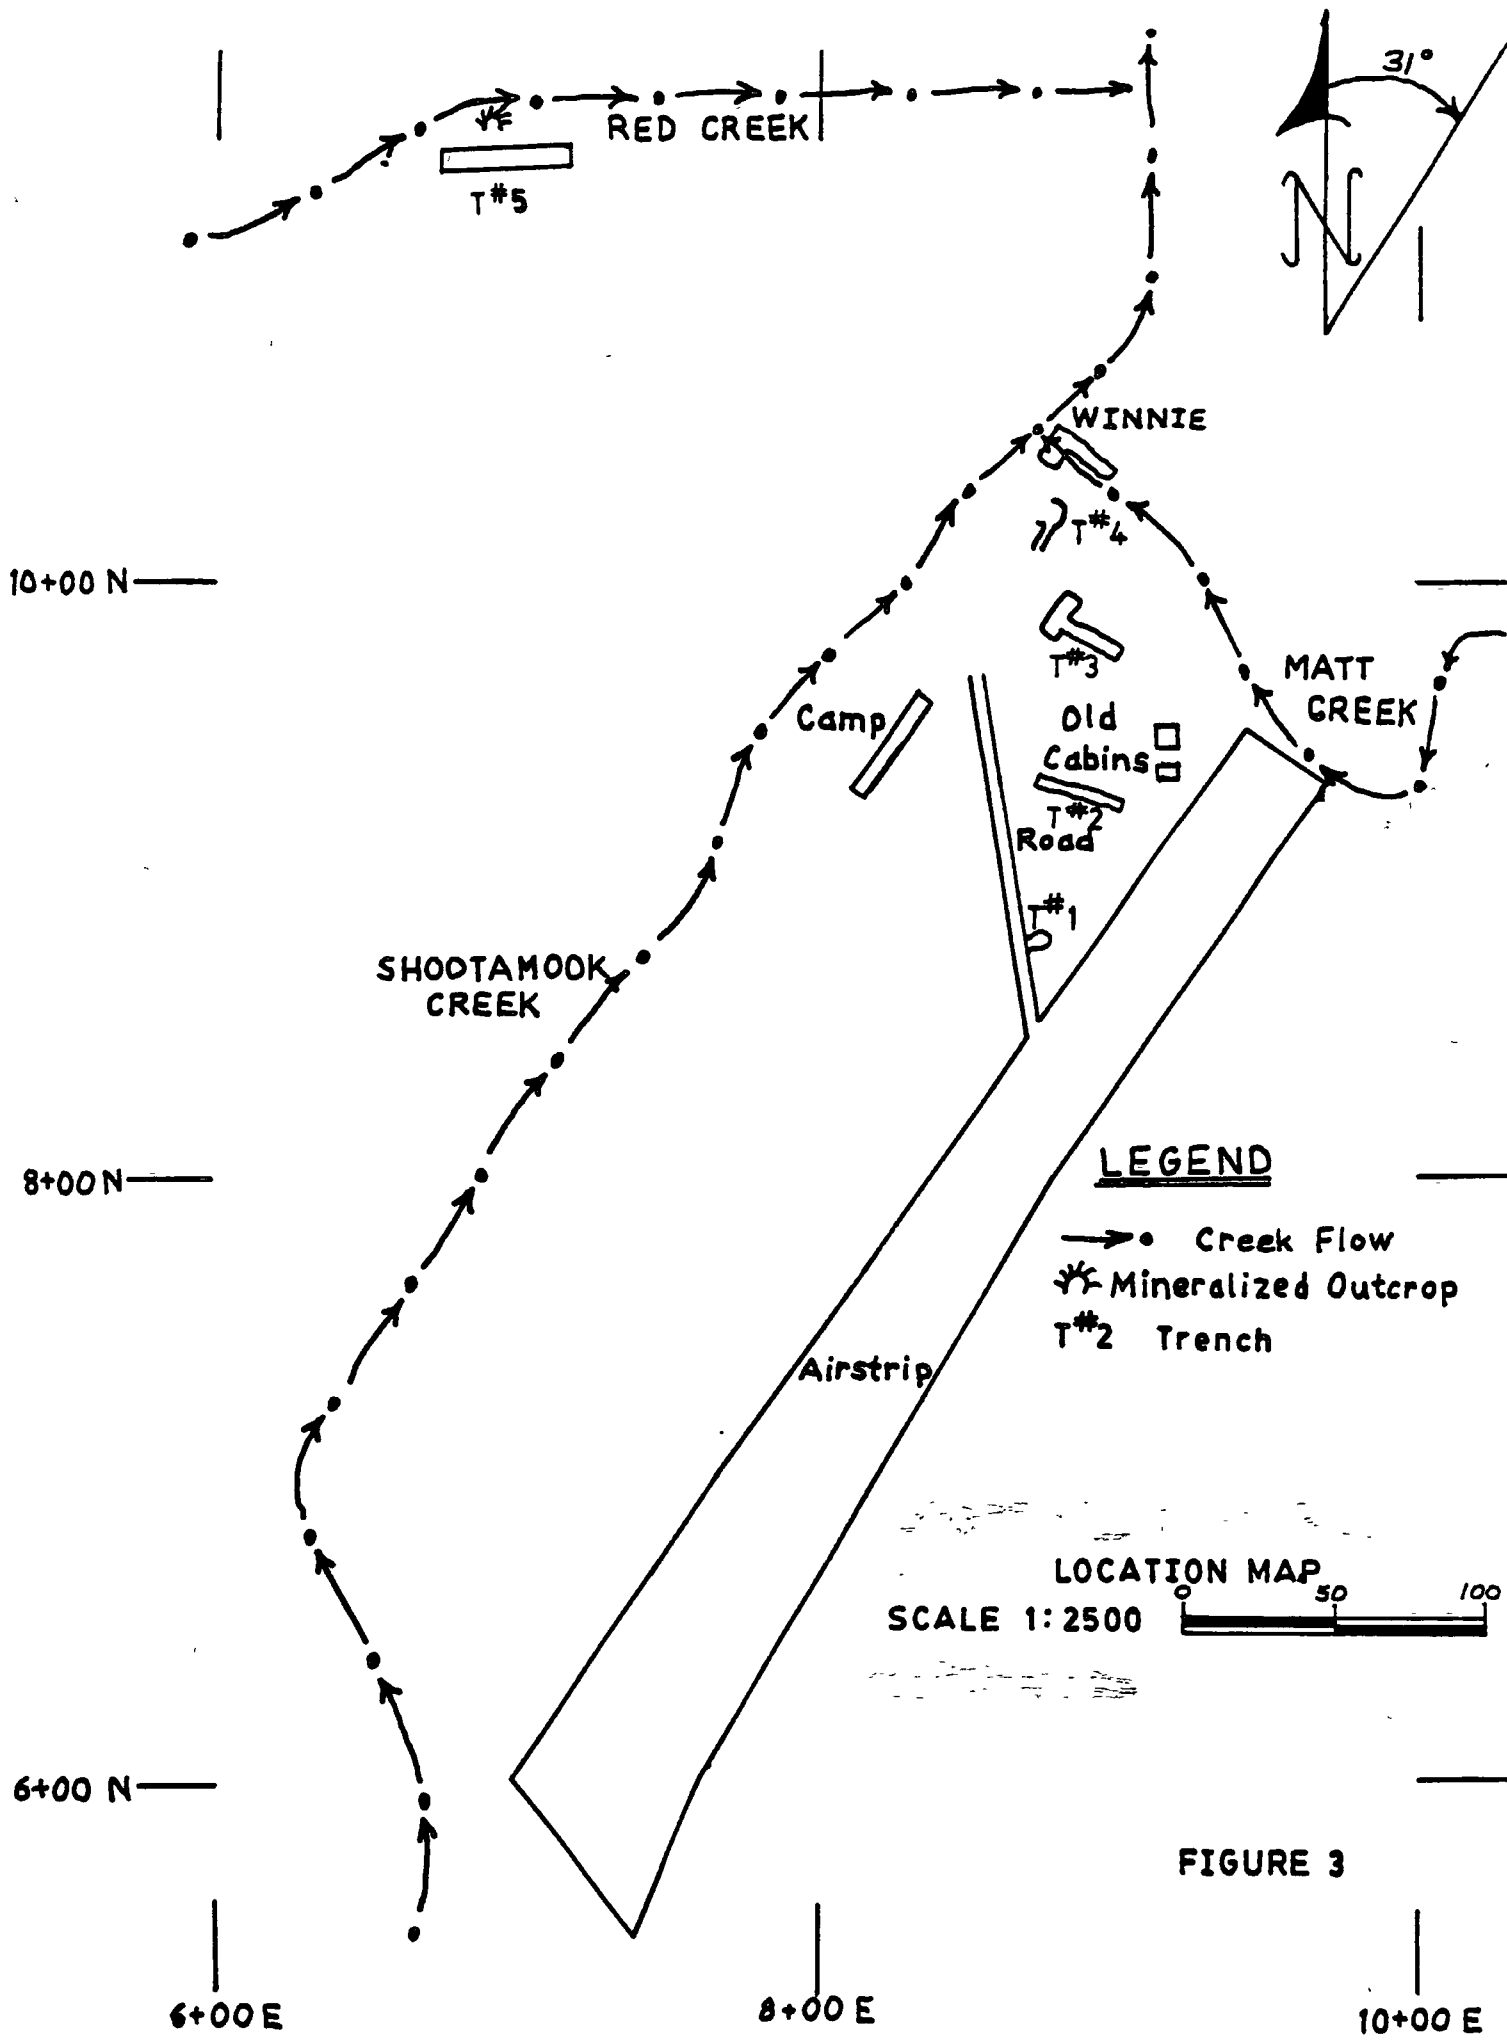 31°
N
RED CREEK
T#5
WINNIE
T#4
10+00 N
T#3
MATT
CREEK
Camp
Old
Cabins
T#2
Road
T#1
SHOOTAMOOK
CREEK
8+00 N
LEGEND
Creek Flow
Mineralized Outcrop
T#2 Trench
Airstrip
LOCATION MAP
0 50 100
SCALE 1:2500
6+00 N
FIGURE 3
6+00 E
8+00 E
10+00 E